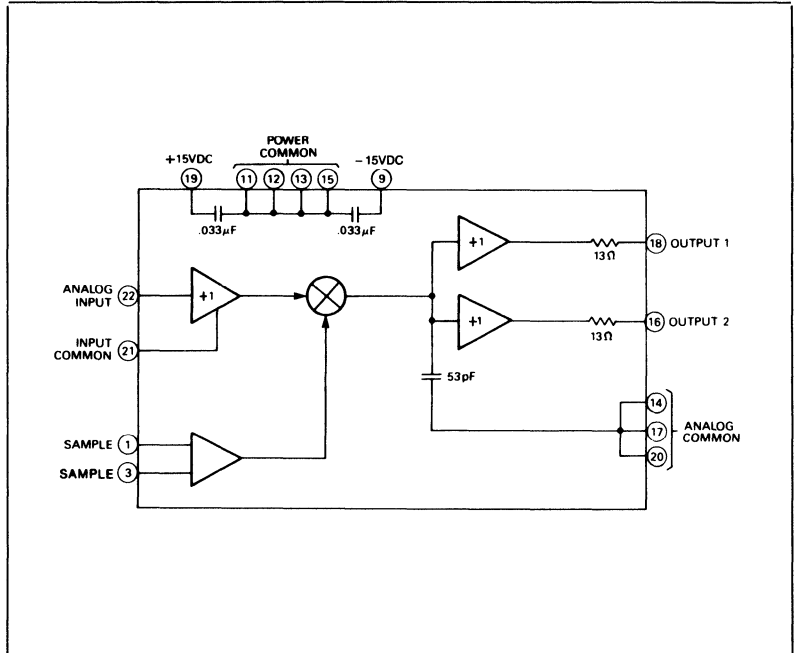 POWER
COMMON
+15VDC
-15VDC
19
11
12
13
15
9
.033μF
.033μF
+1
13Ω
18 OUTPUT 1
ANALOG
INPUT
22
+1
+1
13Ω
16 OUTPUT 2
INPUT
COMMON
21
53pF
14
17
20
ANALOG
COMMON
SAMPLE 1
SAMPLE 3